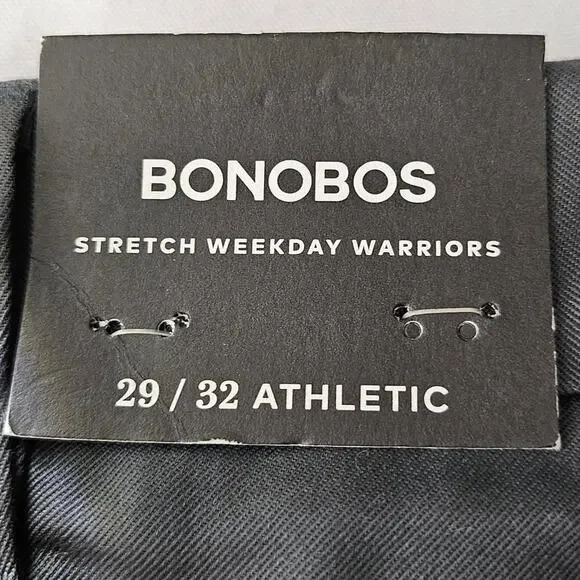 BONOBOS
STRETCH WEEKDAY WARRIORS
29 / 32 ATHLETIC